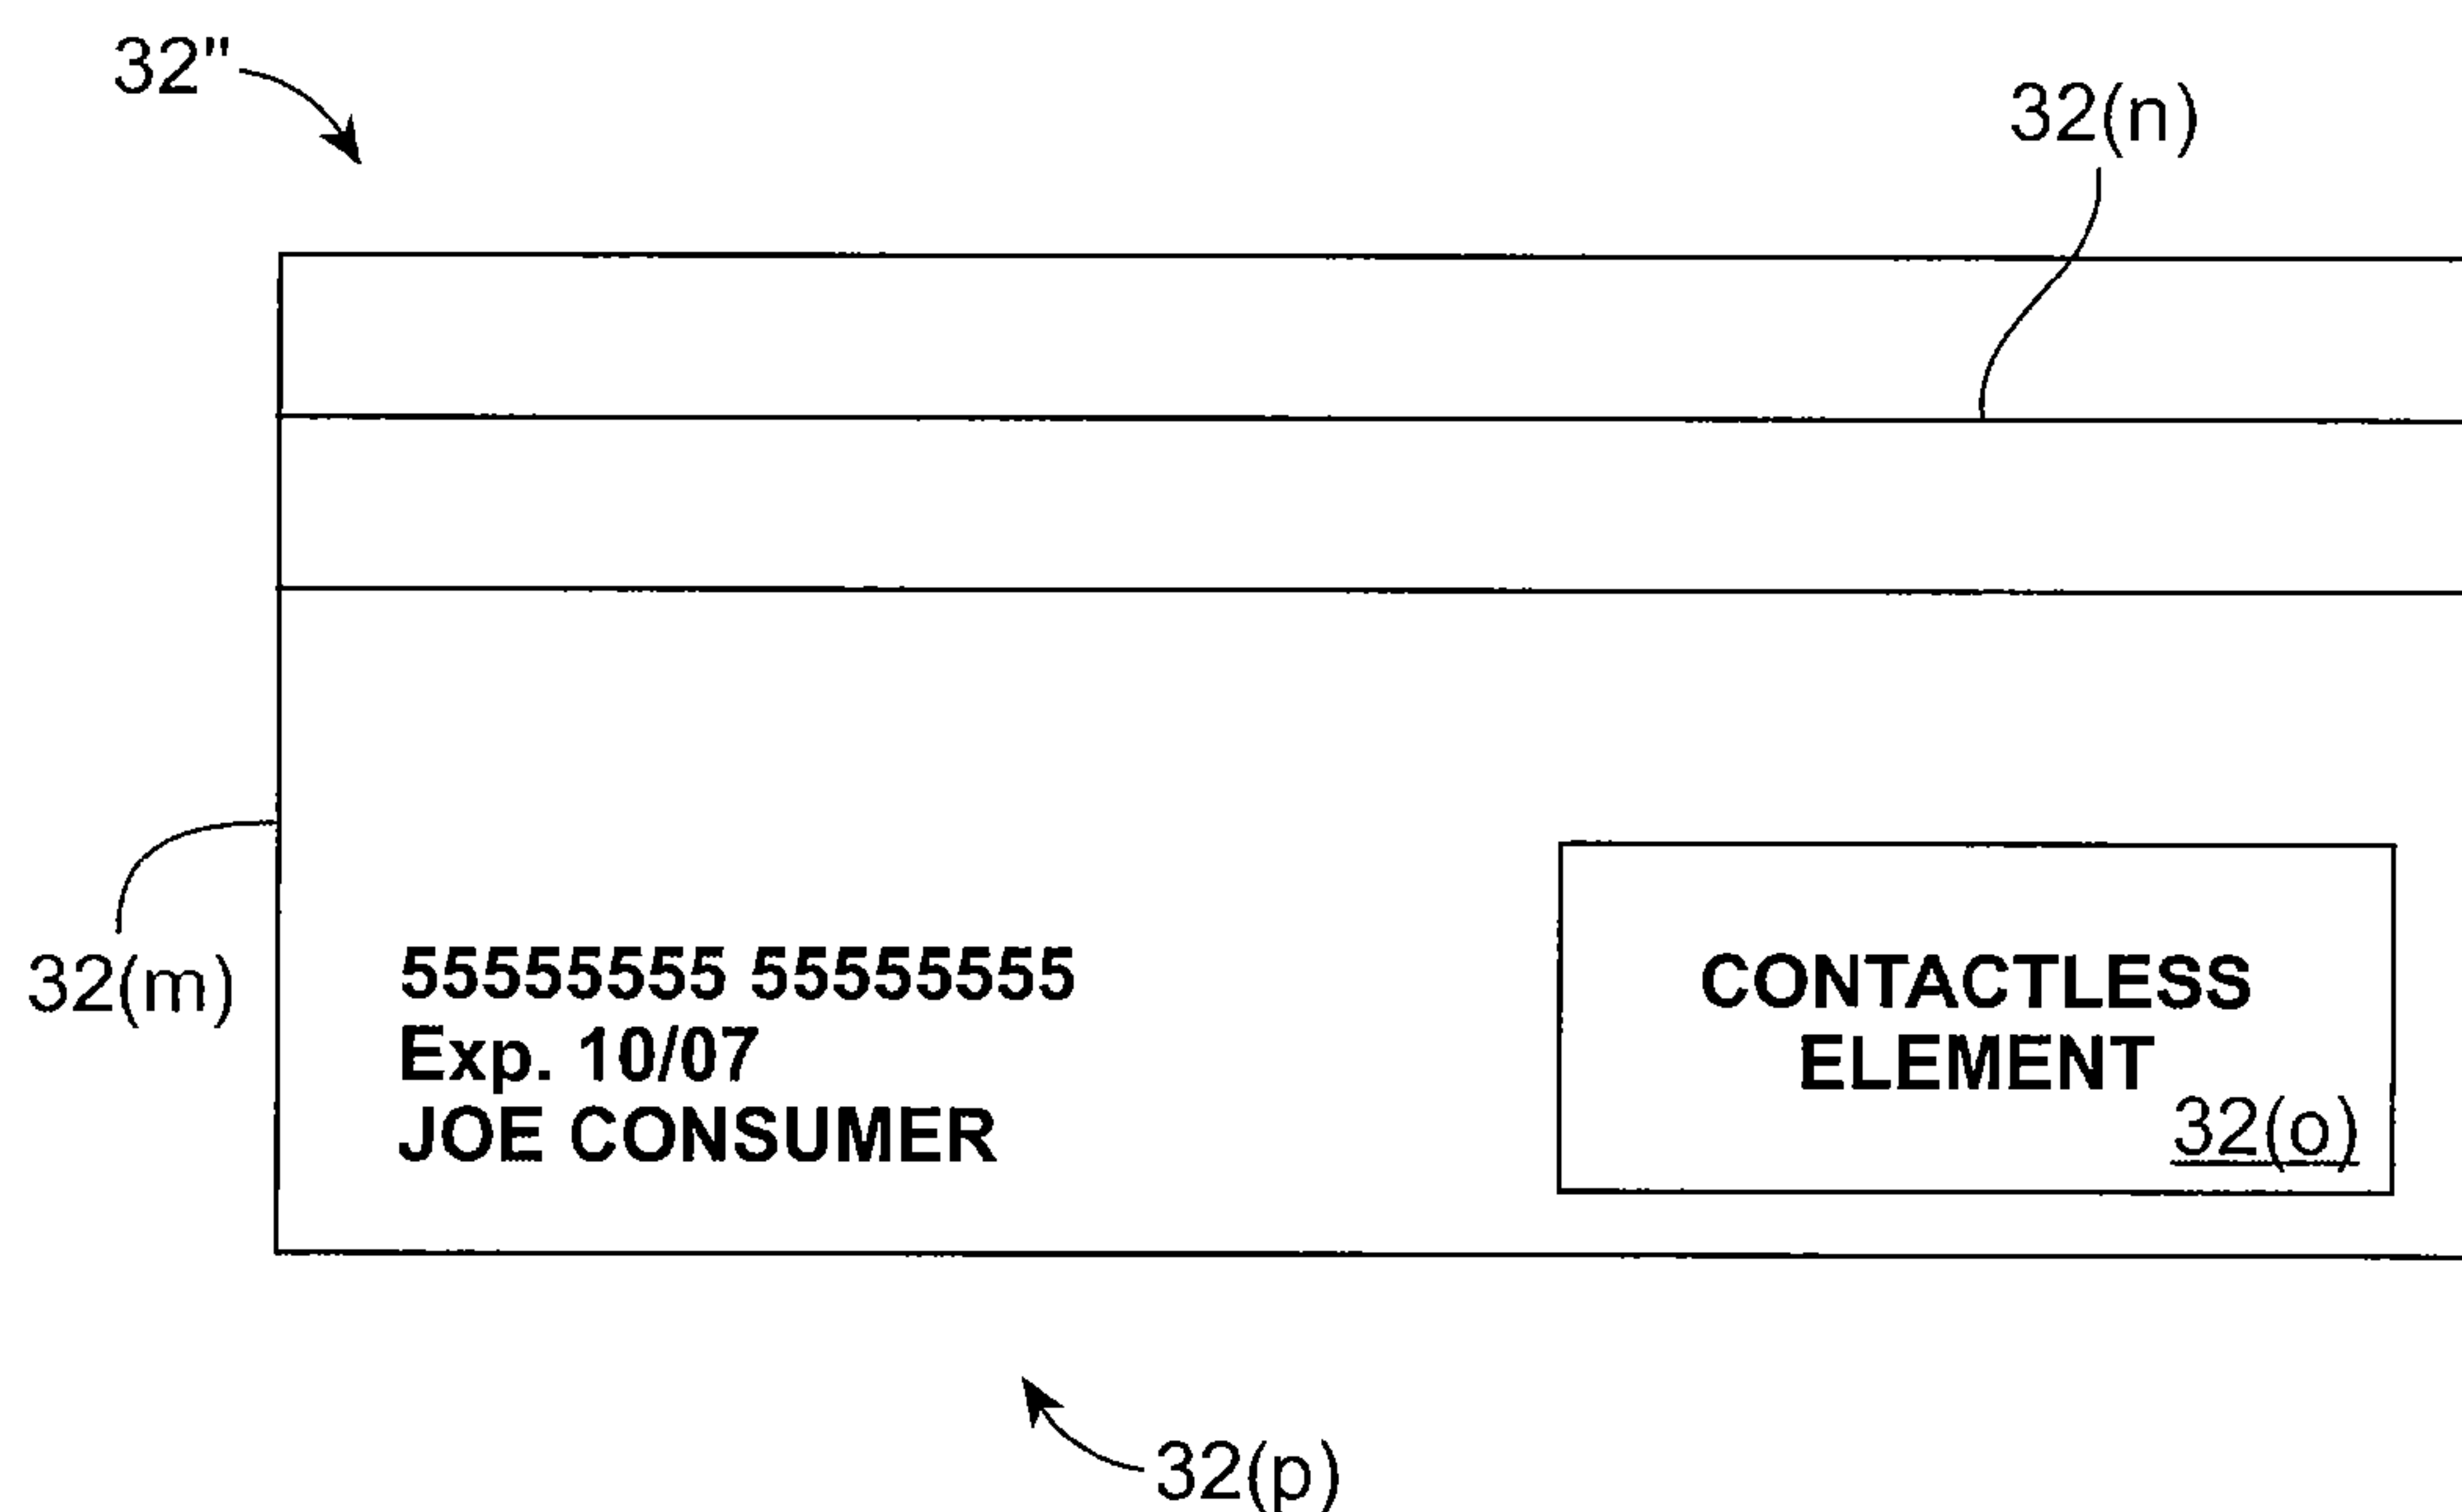 32"
32(n)
32(m)
55555555 55555555
Exp. 10/07
JOE CONSUMER
CONTACTLESS
ELEMENT
32(o)
32(p)